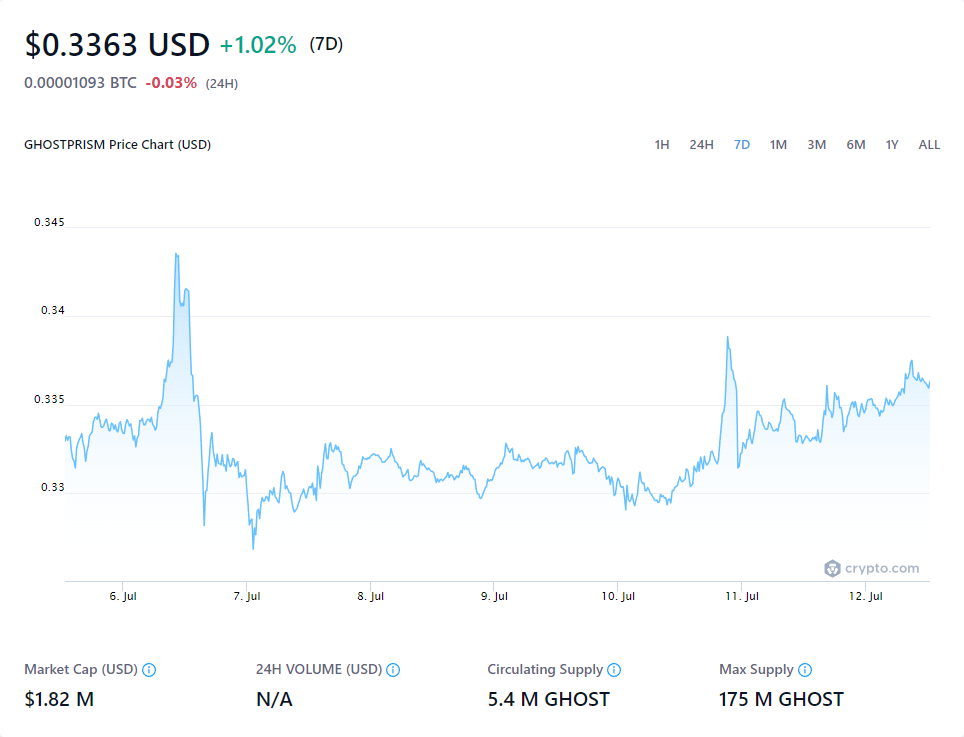 $0.3363 USD +1.02% (7D)
0.00001093 BTC -0.03% (24H)
GHOSTPRISM Price Chart (USD) 1H 24H 7D 1M 3M 6M 1Y ALL
0.345
0.34
0.335
0.33
crypto.com
6. Jul 7. Jul 8. Jul 9. Jul 10. Jul 11. Jul 12. Jul
Market Cap (USD) 24H VOLUME (USD) Circulating Supply Max Supply
$1.82 M N/A 5.4 M GHOST 175 M GHOST